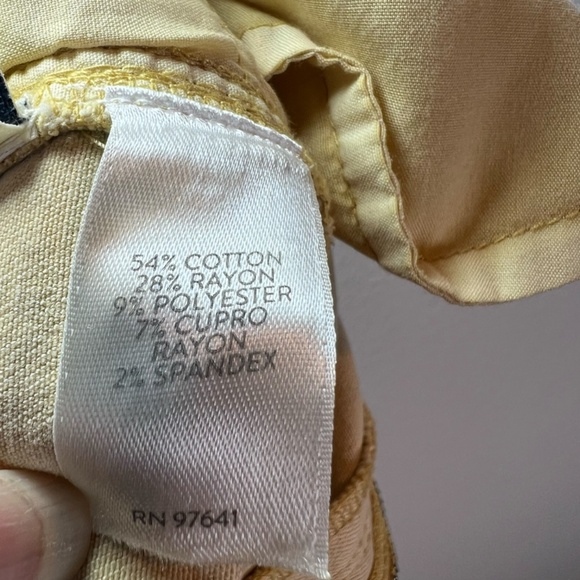 54% COTTON
28% RAYON
9% POLYESTER
7% CUPRO
RAYON
2% SPANDEX
RN 97641